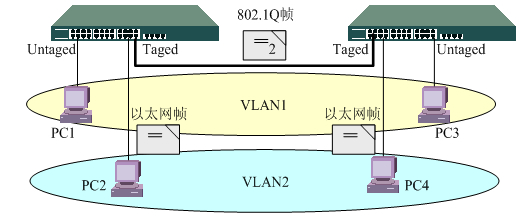 802.1Q帧
Untaged Taged 2 Taged Untaged
VLAN1
以太网帧 以太网帧
PC1 PC3
PC2 VLAN2 PC4